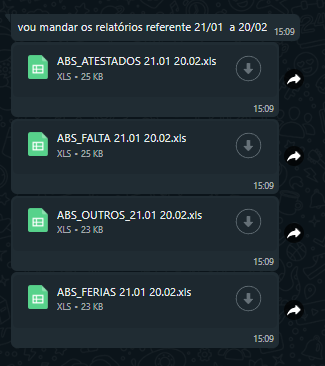 vou mandar os relatórios referente 21/01 a 20/02 15:09
ABS_ATESTADOS 21.01 20.02.xls
XLS • 25 KB
15:09
ABS_FALTA 21.01 20.02.xls
XLS • 25 KB
15:09
ABS_OUTROS_21.01 20.02.xls
XLS • 23 KB
15:09
ABS_FERIAS 21.01 20.02.xls
XLS • 23 KB
15:09